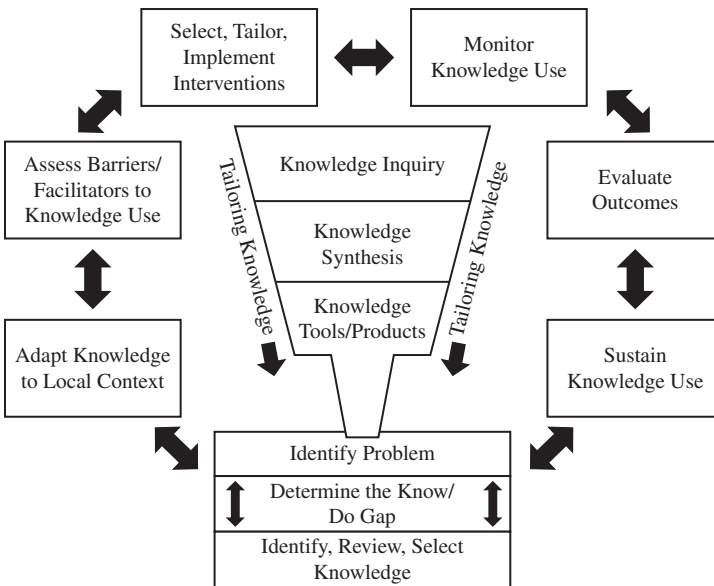 Select, Tailor,
Implement
Interventions
Monitor
Knowledge Use
Assess Barriers/
Facilitators to
Knowledge Use
Tailoring Knowledge
Knowledge Inquiry
Knowledge
Synthesis
Knowledge
Tools/Products
Tailoring Knowledge
Evaluate
Outcomes
Adapt Knowledge
to Local Context
Sustain
Knowledge Use
Identify Problem
Determine the Know/
Do Gap
Identify, Review, Select
Knowledge